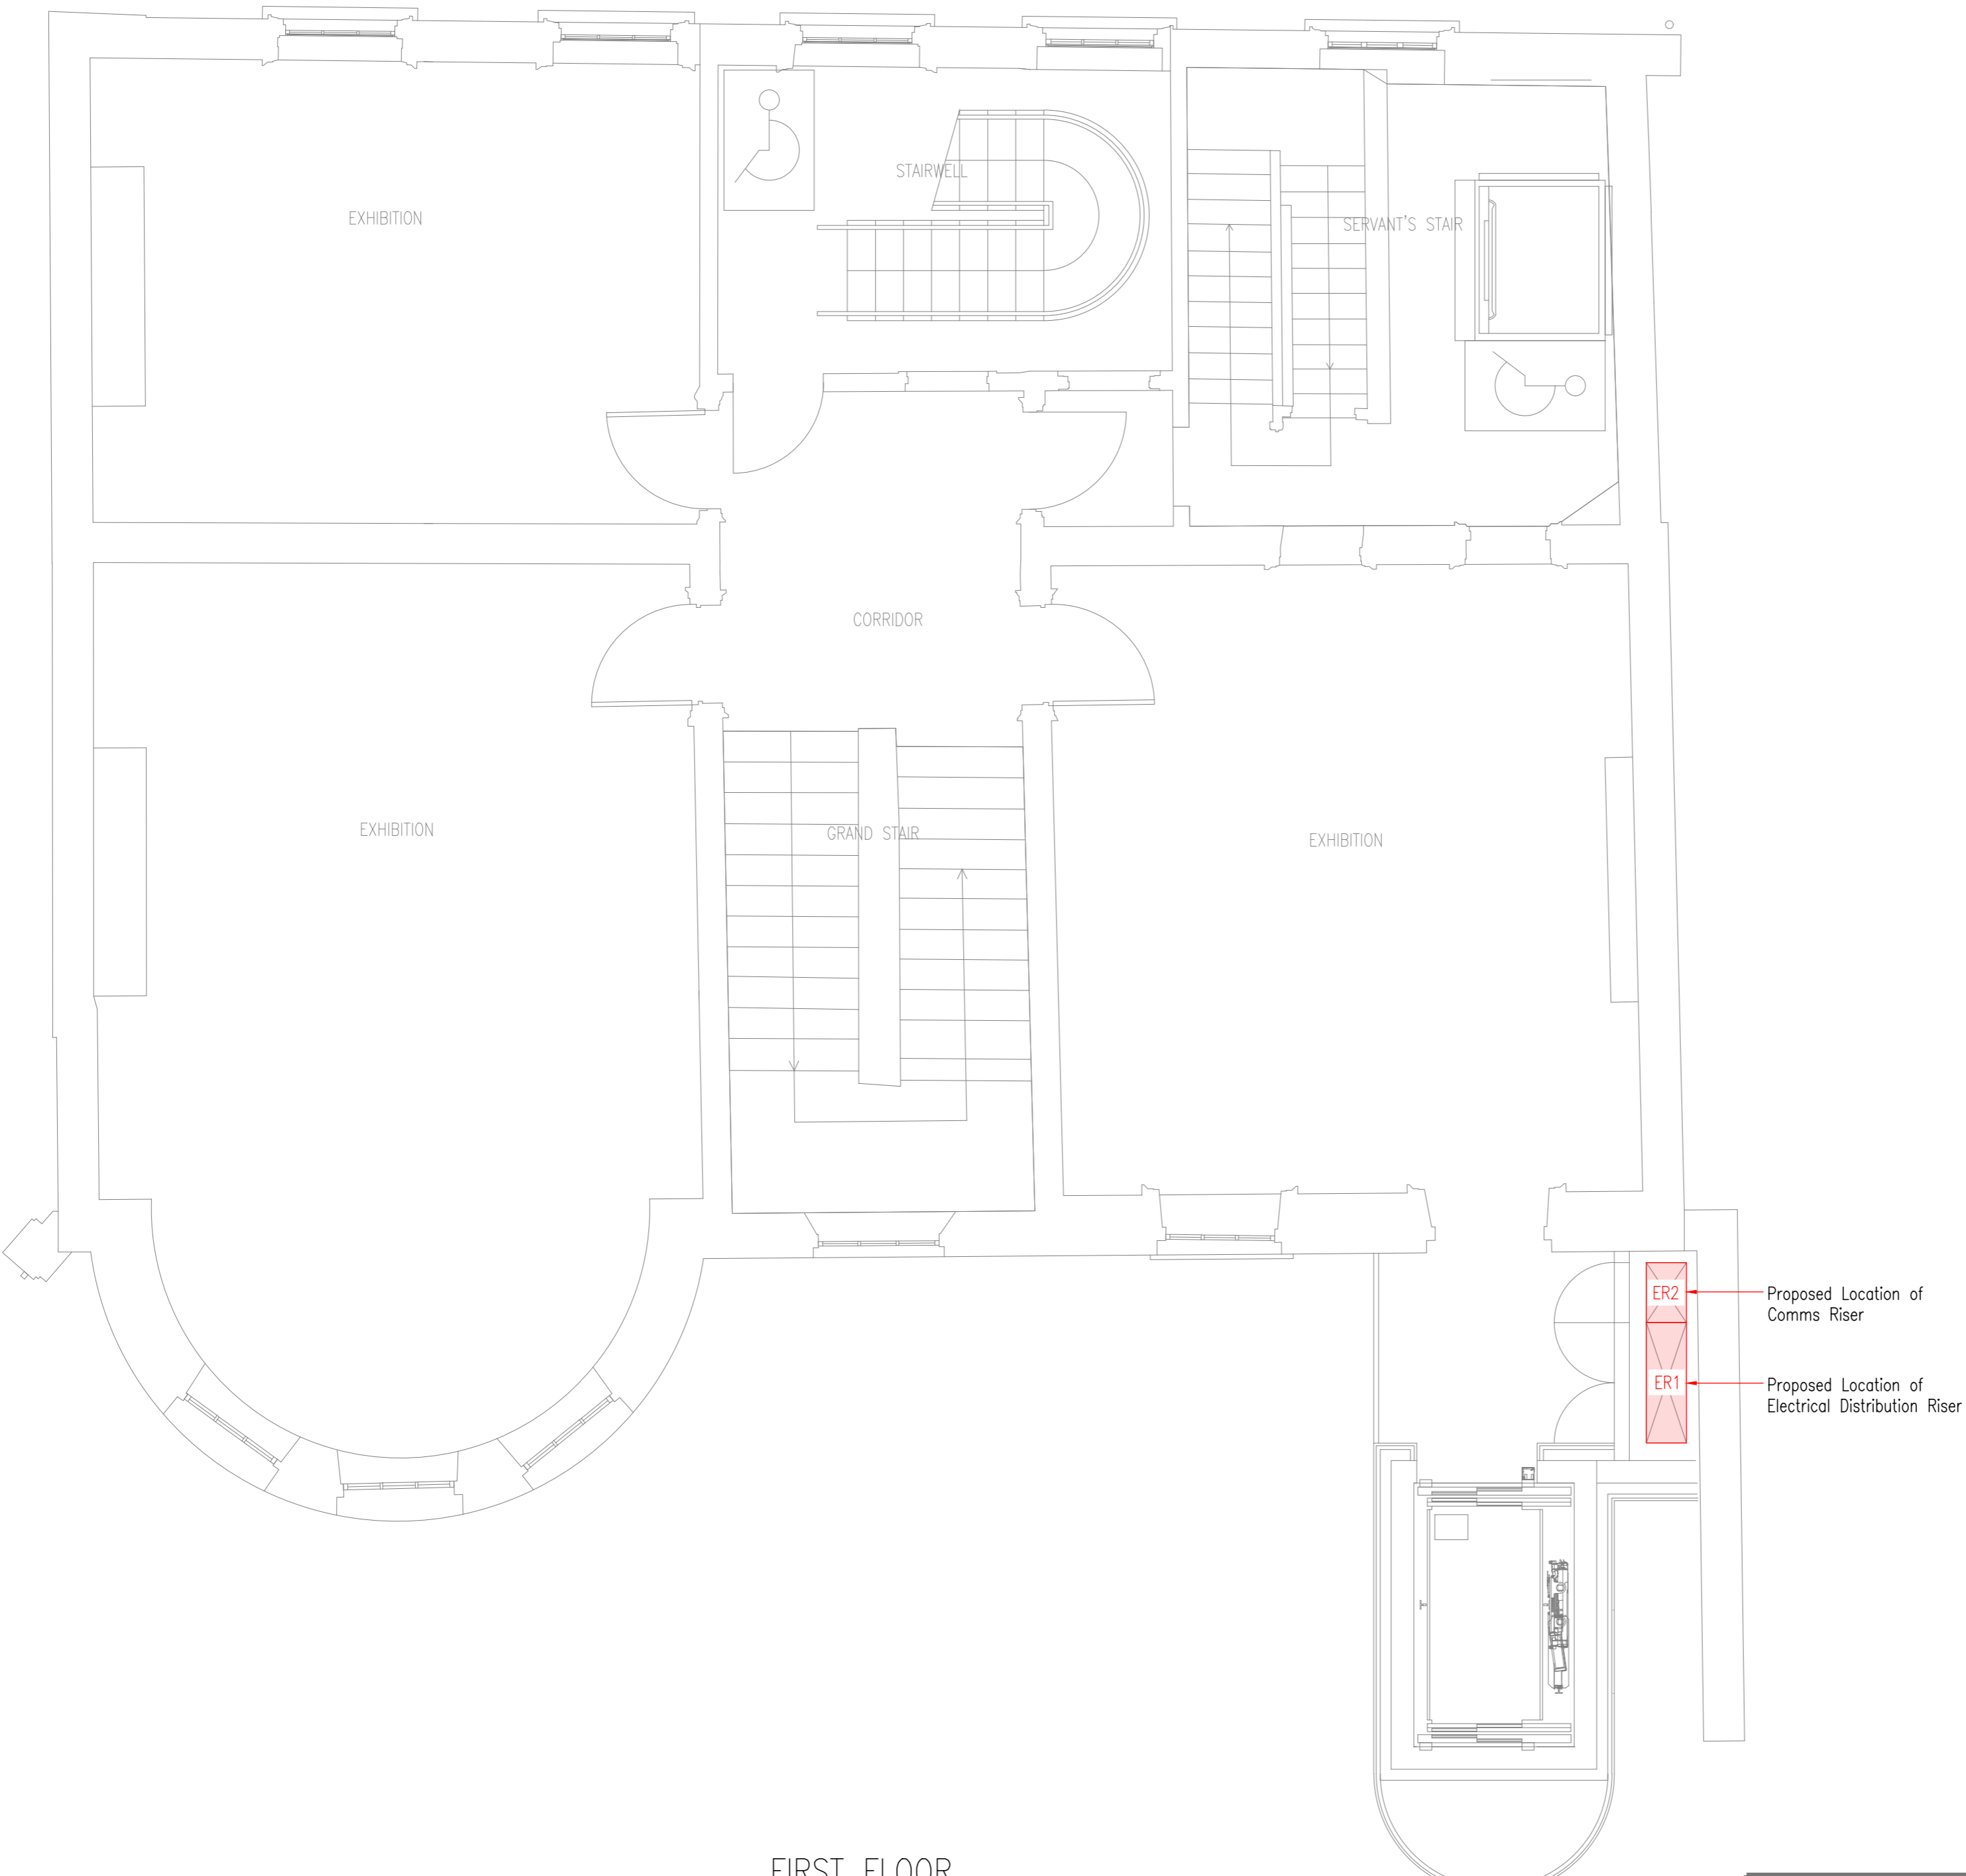 STAIRWELL
EXHIBITION
SERVANT'S STAIR
CORRIDOR
EXHIBITION
GRAND STAIR
EXHIBITION
ER2
Proposed Location of
Comms Riser
ER1
Proposed Location of
Electrical Distribution Riser
FIRST FLOOR